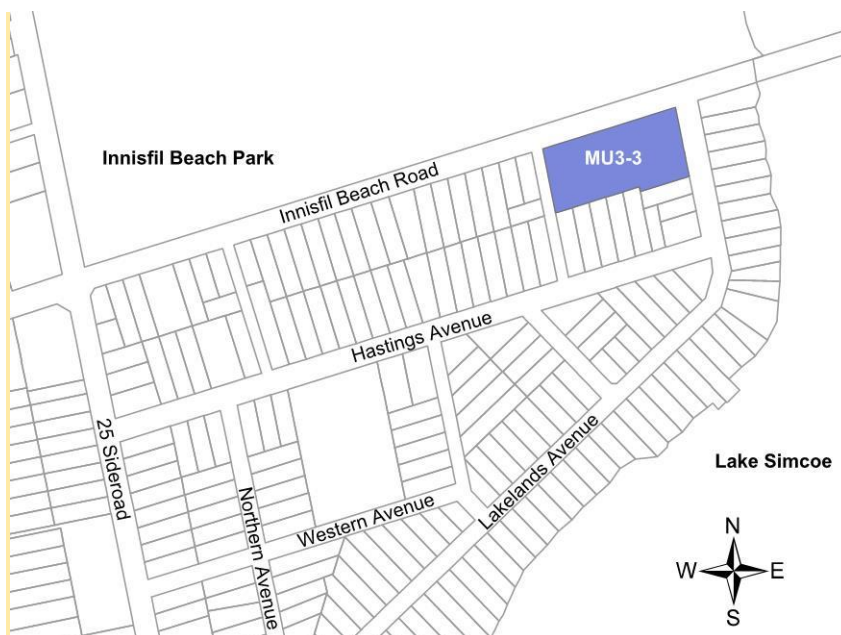 MU3-3
Innisfil Beach Park
Innisfil Beach Road
Hastings Avenue
25 Sideroad
Lakelands Avenue
Lake Simcoe
Northern Avenue
Western Avenue
N
W E
S